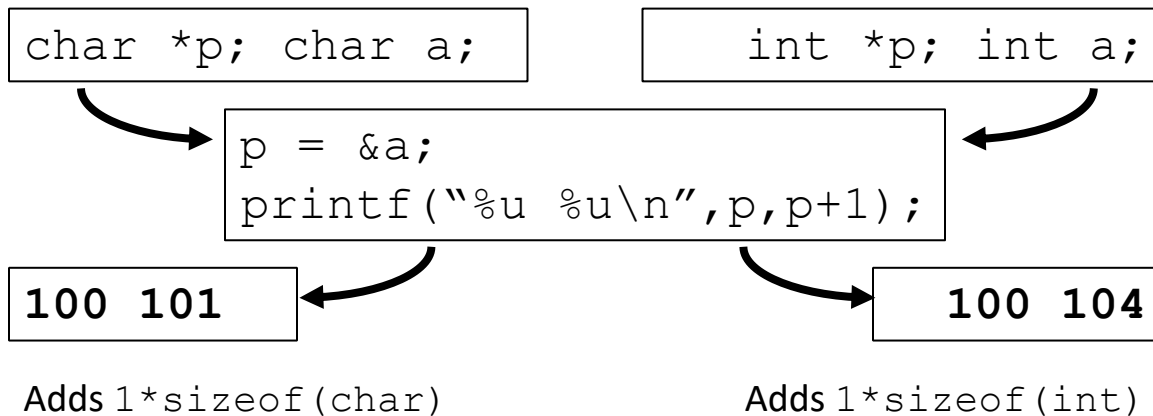 char *p; char a;
int *p; int a;
p = &a;
printf(“%u %u\n”,p,p+1);
100 101
100 104
Adds 1*sizeof(char)
Adds 1*sizeof(int)